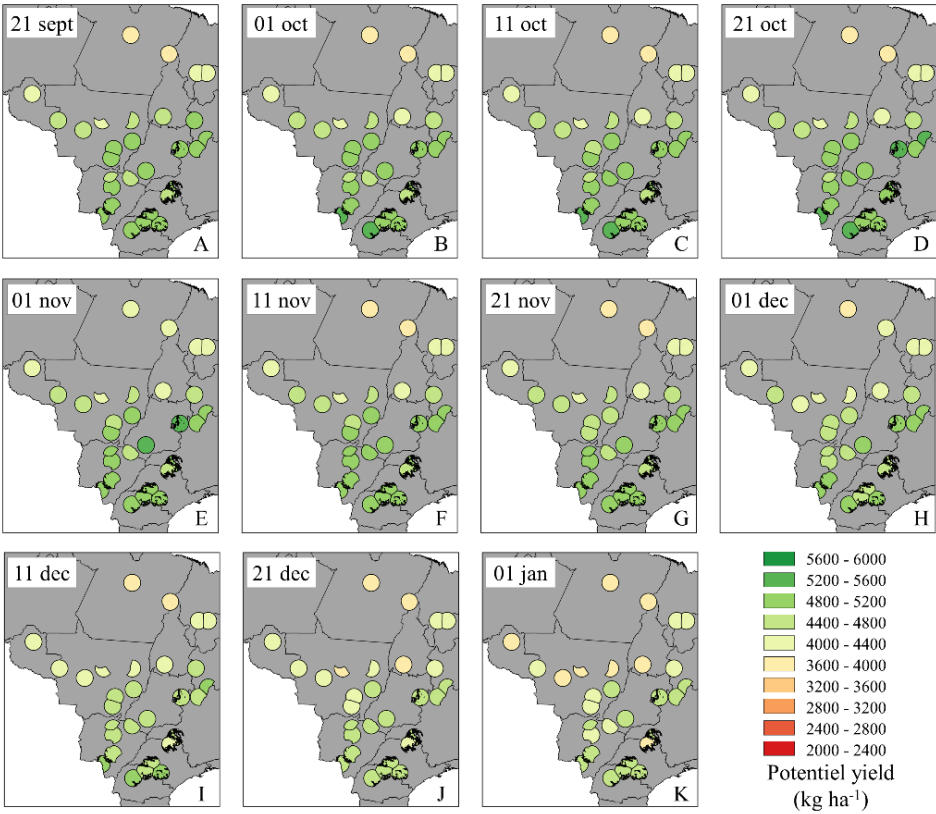 21 sept
01 oct
11 oct
21 oct
A
B
C
D
01 nov
11 nov
21 nov
01 dec
E
F
G
H
11 dec
21 dec
01 jan
I
J
K
5600 - 6000
5200 - 5600
4800 - 5200
4400 - 4800
4000 - 4400
3600 - 4000
3200 - 3600
2800 - 3200
2400 - 2800
2000 - 2400
Potentiel yield
(kg ha⁻¹)